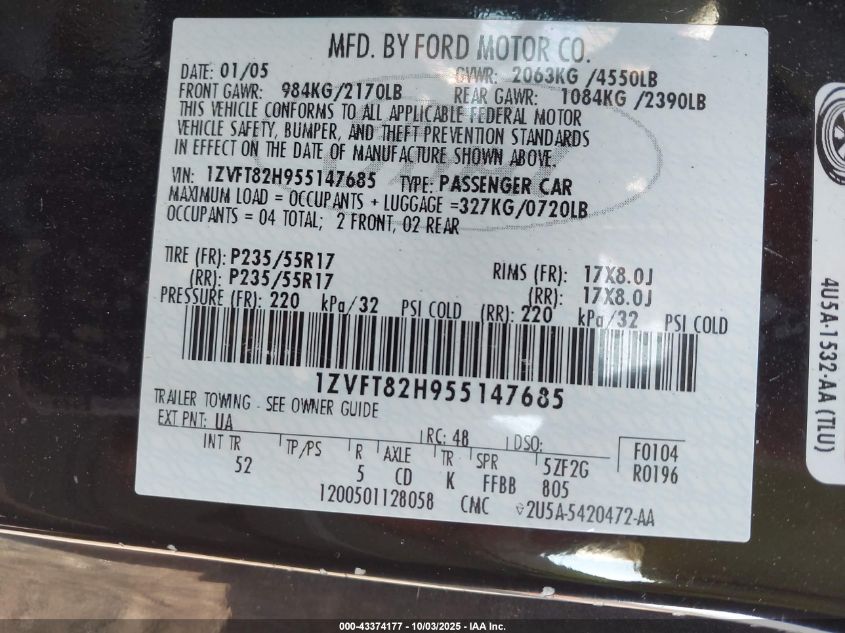 MFD. BY FORD MOTOR CO.
DATE: 01/05 GVWR: 2063KG /4550LB
FRONT GAWR: 984KG/2170LB REAR GAWR: 1084KG /2390LB
THIS VEHICLE CONFORMS TO ALL APPLICABLE FEDERAL MOTOR
VEHICLE SAFETY, BUMPER, AND THEFT PREVENTION STANDARDS
IN EFFECT ON THE DATE OF MANUFACTURE SHOWN ABOVE.
VIN: 1ZVFT82H955147685 TYPE: PASSENGER CAR
MAXIMUM LOAD = OCCUPANTS + LUGGAGE =327KG/0720LB
OCCUPANTS = 04 TOTAL; 2 FRONT, 02 REAR
TIRE (FR): P235/55R17 RIMS (FR): 17X8.0J
(RR): P235/55R17 (RR): 17X8.0J
PRESSURE (FR): 220 kPa/32 PSI COLD (RR): 220 kPa/32 PSI COLD
1ZVFT82H955147685
TRAILER TOWING - SEE OWNER GUIDE
EXT PNT: UA RC: 48 DSO: F0104
INT TR TP/PS R AXLE TR SPR 5ZF2G R0196
52 5 CD K FFBB 805
1200501128058 CMC 2U5A-5420472-AA
4U5A-1532-AA (TLU)
000-43374177 - 10/03/2025 - IAA Inc.